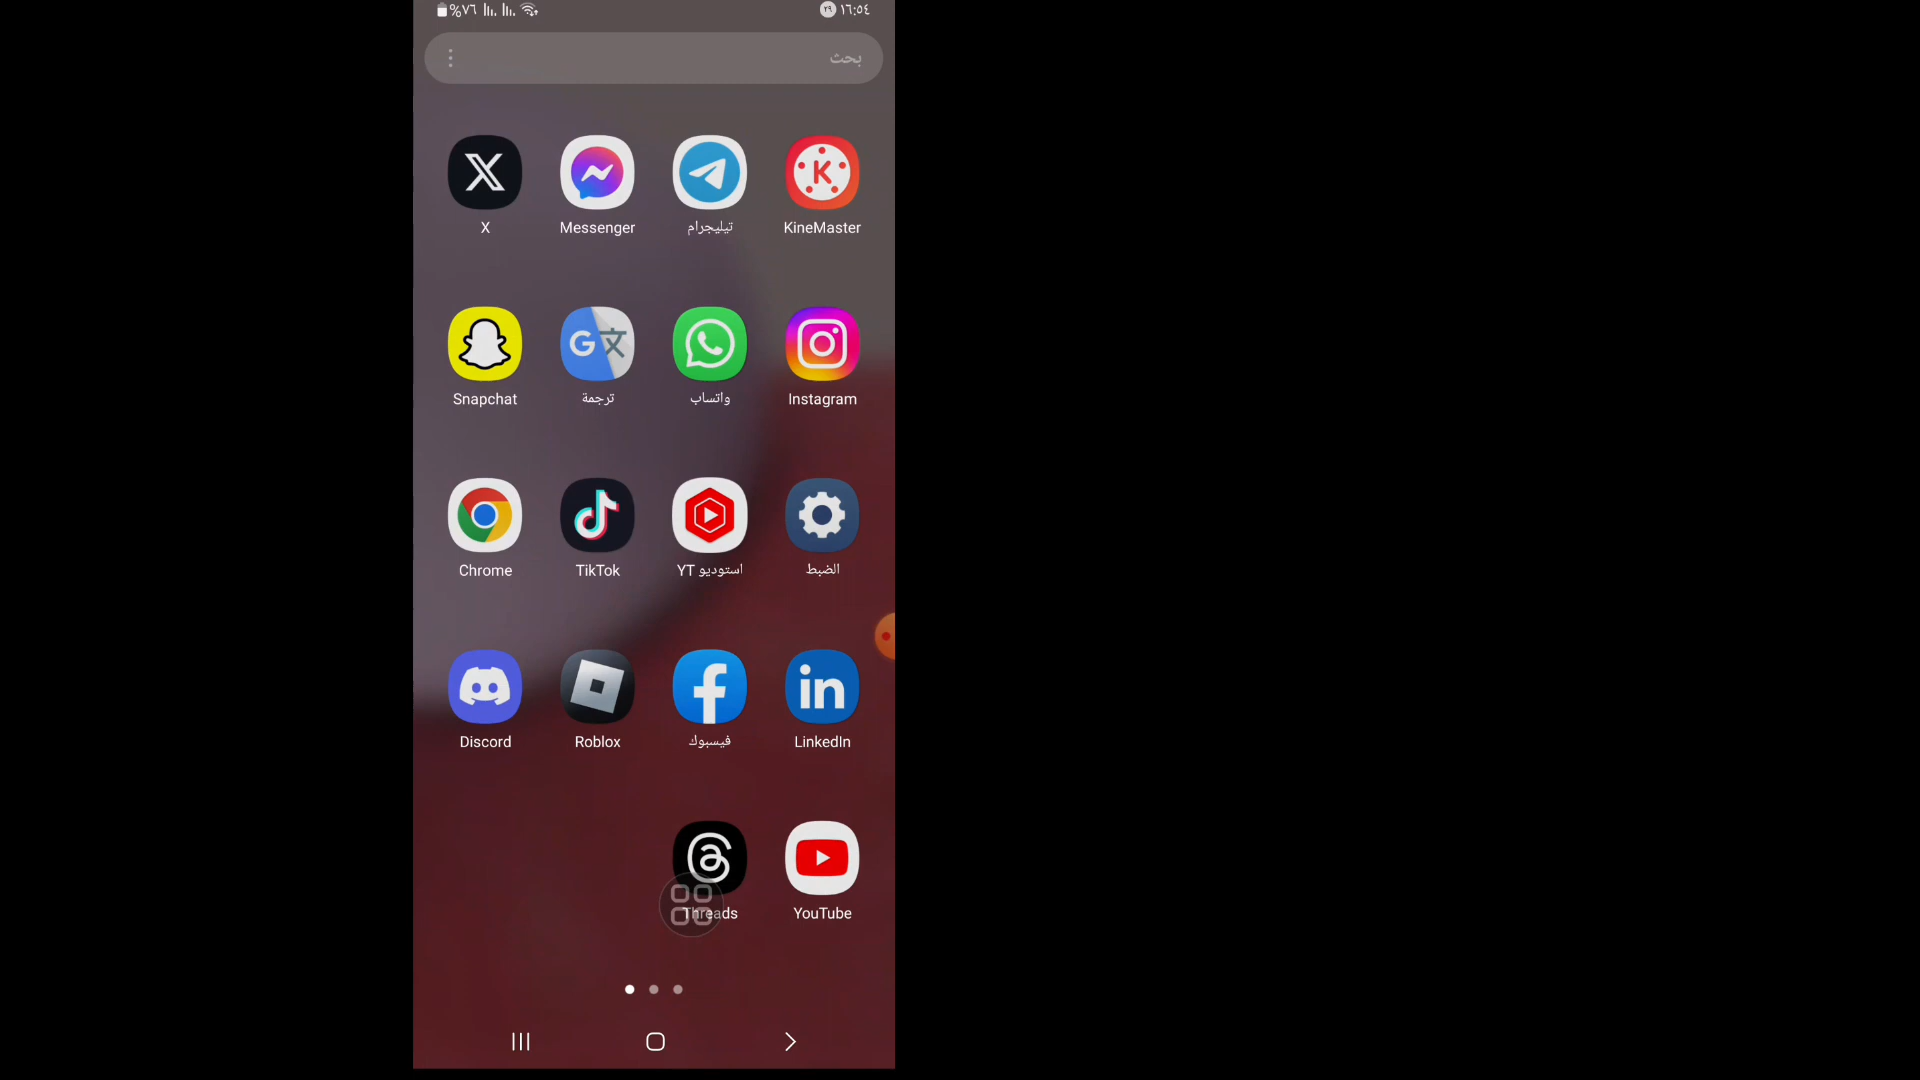 ١٦:٥٤ ٢٩
%٧٦
بحث
KineMaster
تيليجرام
Messenger
X
Instagram
واتساب
ترجمة
Snapchat
الضبط
استوديو YT
TikTok
Chrome
LinkedIn
فيسبوك
Roblox
Discord
YouTube
Threads